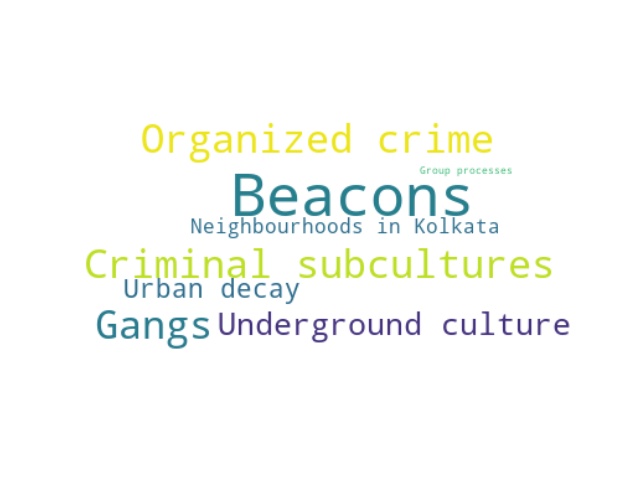 Organized crime
Group processes
Beacons
Neighbourhoods in Kolkata
Criminal subcultures
Urban decay
Gangs
Underground culture